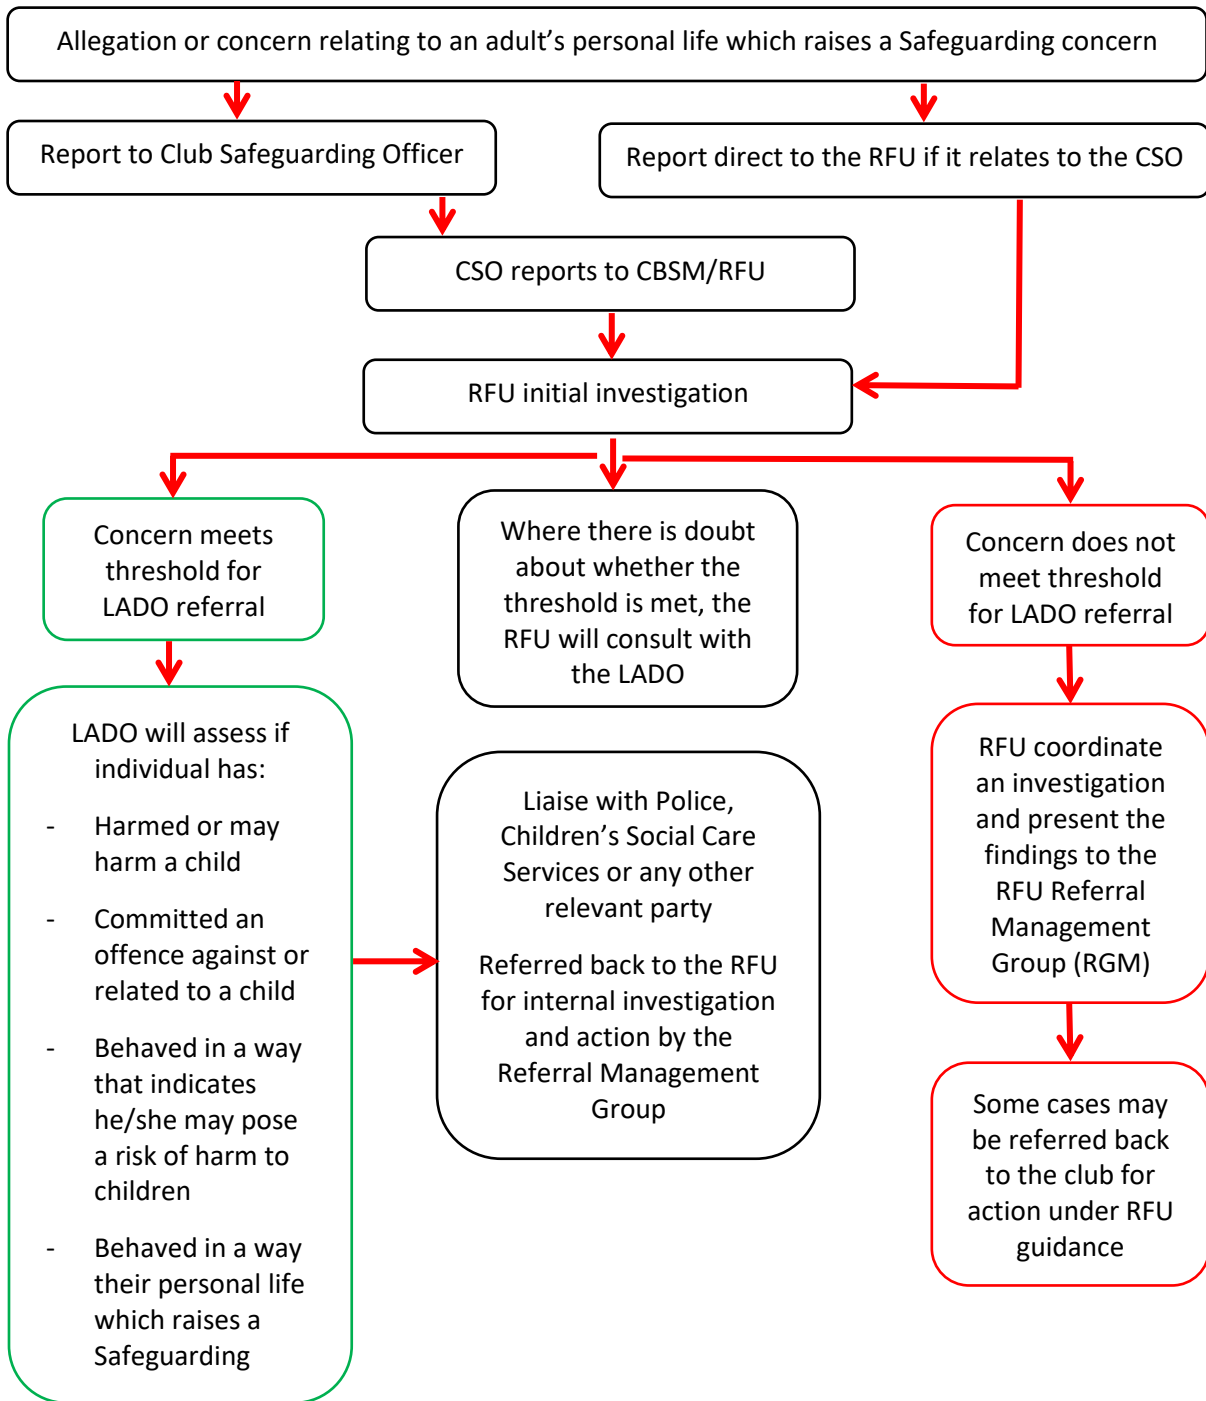 Allegation or concern relating to an adult’s personal life which raises a Safeguarding concern
Report to Club Safeguarding Officer
Report direct to the RFU if it relates to the CSO
CSO reports to CBSM/RFU
RFU initial investigation
Concern meets
threshold for
LADO referral
Where there is doubt
about whether the
threshold is met, the
RFU will consult with
the LADO
Concern does not
meet threshold
for LADO referral
LADO will assess if
individual has:
- Harmed or may
harm a child
- Committed an
offence against or
related to a child
- Behaved in a way
that indicates
he/she may pose
a risk of harm to
children
- Behaved in a way
their personal life
which raises a
Safeguarding
Liaise with Police,
Children’s Social Care
Services or any other
relevant party
Referred back to the RFU
for internal investigation
and action by the
Referral Management
Group
RFU coordinate
an investigation
and present the
findings to the
RFU Referral
Management
Group (RGM)
Some cases may
be referred back
to the club for
action under RFU
guidance